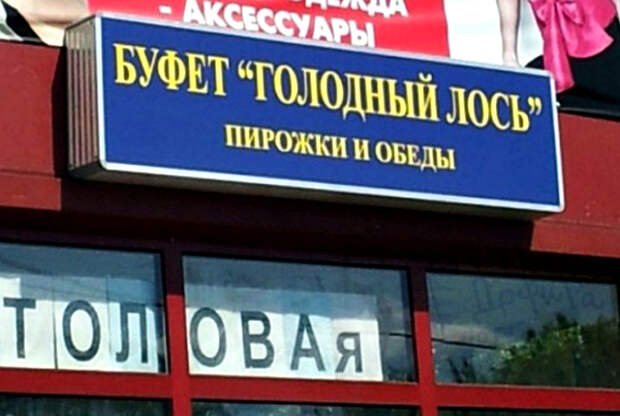 - АКСЕССУАРЫ
БУФЕТ "ГОЛОДНЫЙ ЛОСЬ"
ПИРОЖКИ И ОБЕДЫ
ТОЛОВАЯ